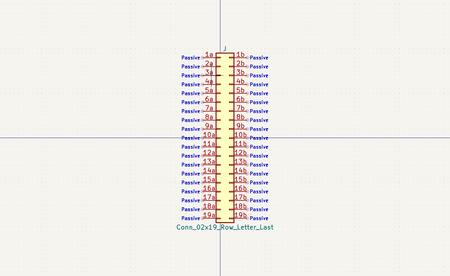 J
Passive 1a 1b Passive
Passive 2a 2b Passive
Passive 3a 3b Passive
Passive 4a 4b Passive
Passive 5a 5b Passive
Passive 6a 6b Passive
Passive 7a 7b Passive
Passive 8a 8b Passive
Passive 9a 9b Passive
Passive 10a 10b Passive
Passive 11a 11b Passive
Passive 12a 12b Passive
Passive 13a 13b Passive
Passive 14a 14b Passive
Passive 15a 15b Passive
Passive 16a 16b Passive
Passive 17a 17b Passive
Passive 18a 18b Passive
Passive 19a 19b Passive
Conn_02x19_Row_Letter_Last